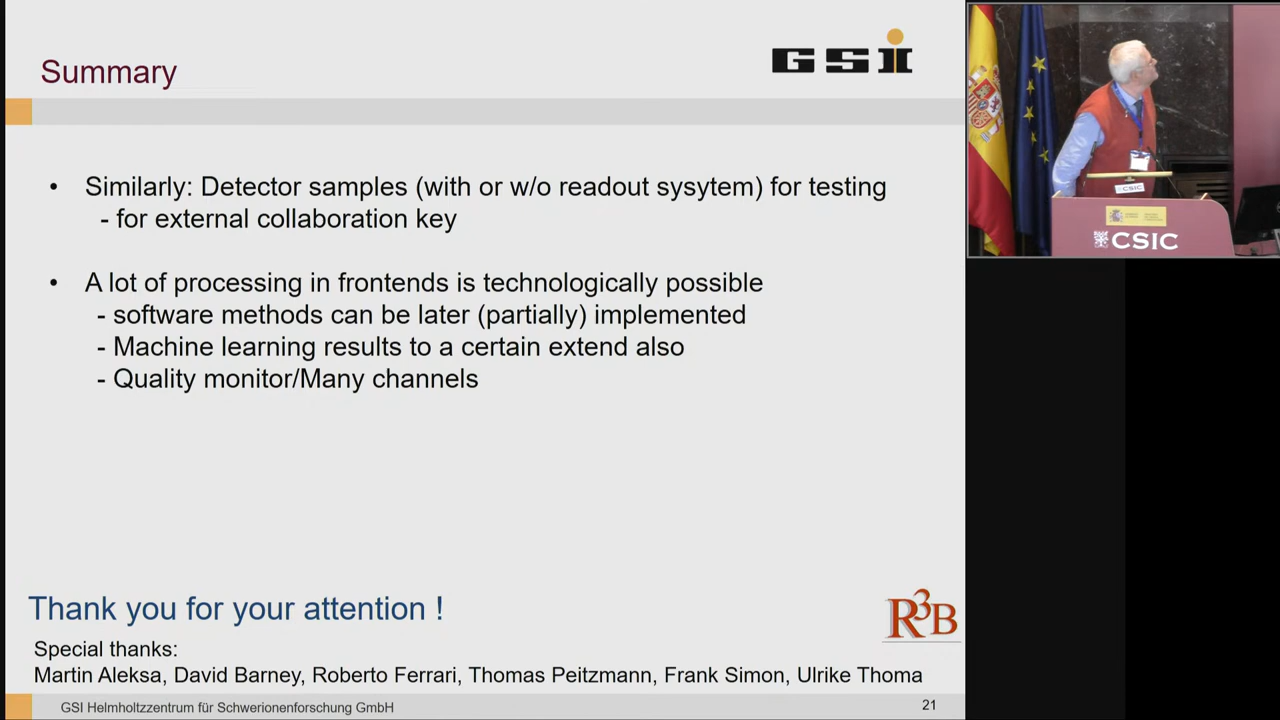 Summary
GSI
• Similarly: Detector samples (with or w/o readout sysytem) for testing
- for external collaboration key
• A lot of processing in frontends is technologically possible
- software methods can be later (partially) implemented
- Machine learning results to a certain extend also
- Quality monitor/Many channels
Thank you for your attention !
R3B
Special thanks:
Martin Aleksa, David Barney, Roberto Ferrari, Thomas Peitzmann, Frank Simon, Ulrike Thoma
GSI Helmholtzzentrum für Schwerionenforschung GmbH
21
CSIC
CSIC